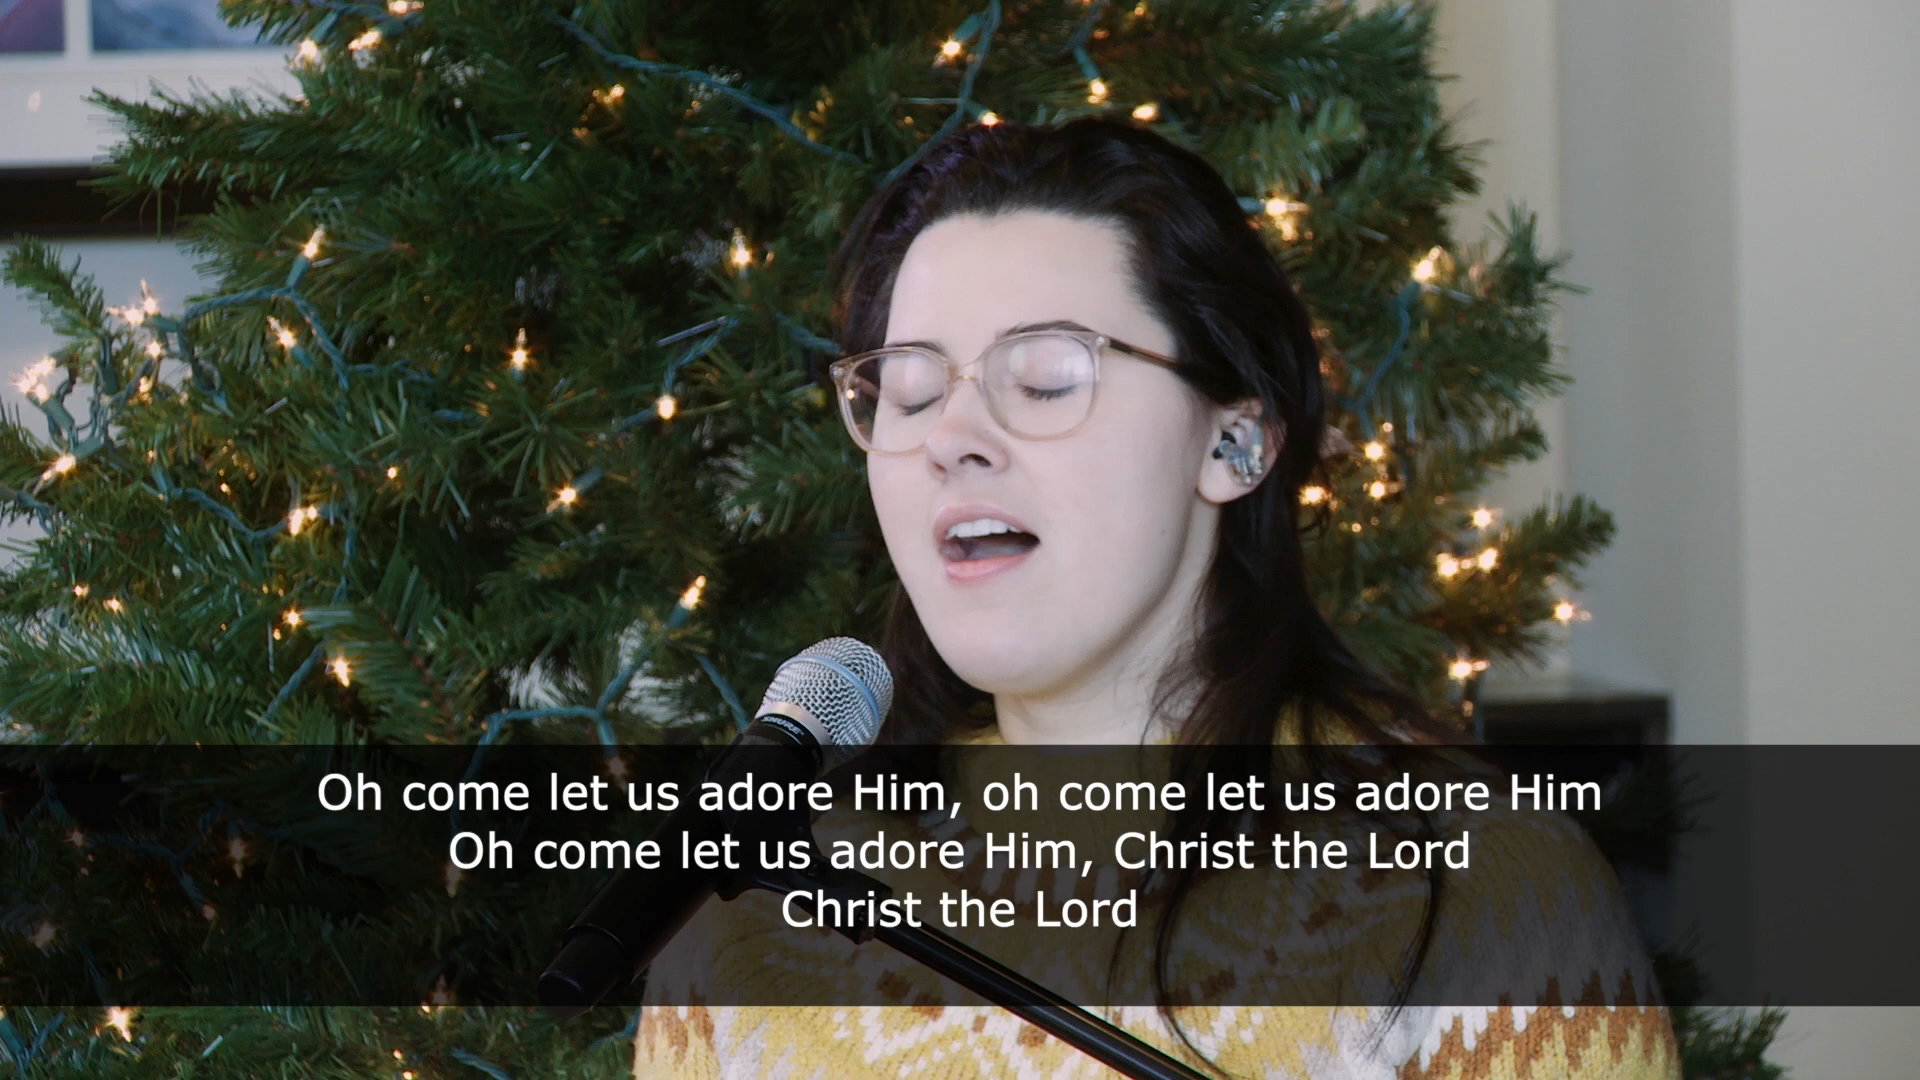 SHURE
Oh come let us adore Him, oh come let us adore Him
Oh come let us adore Him, Christ the Lord
Christ the Lord